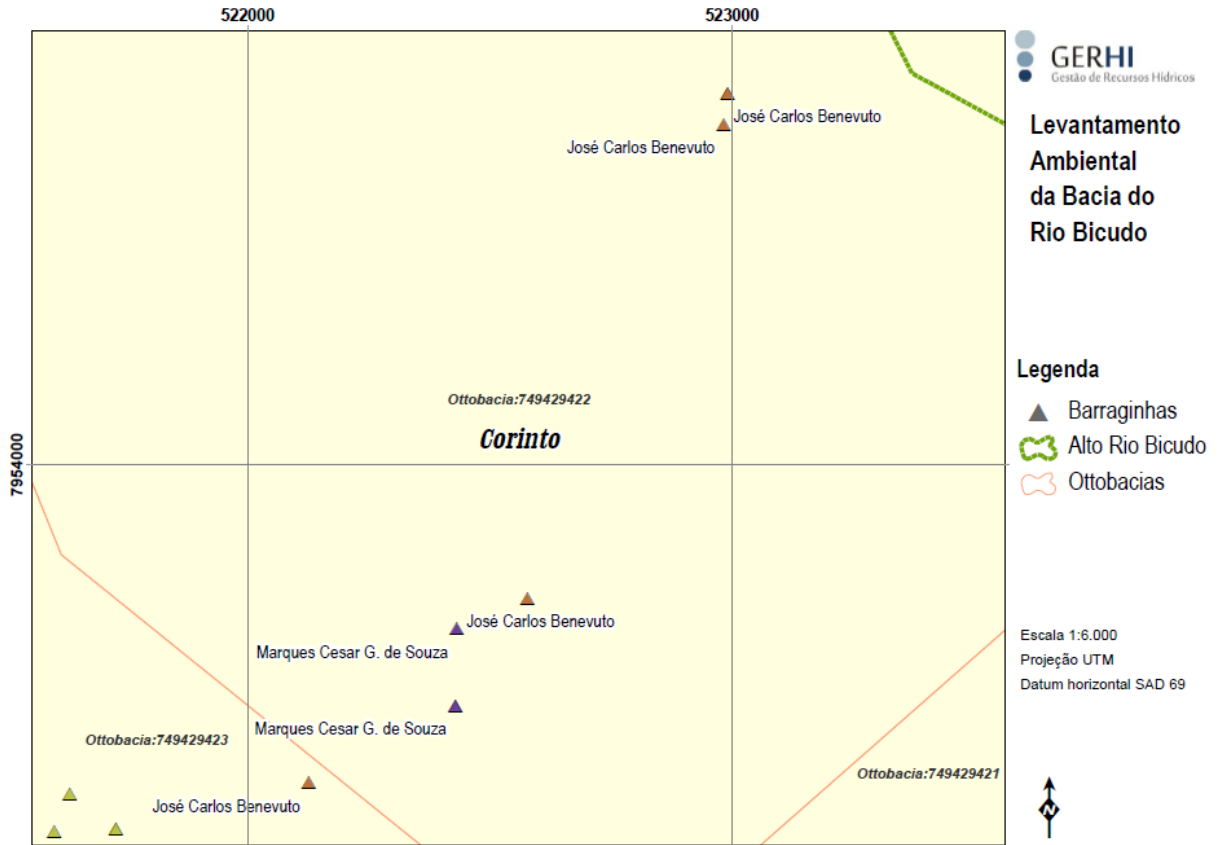 522000
523000
GERHI
Gestão de Recursos Hídricos
Levantamento
Ambiental
da Bacia do
Rio Bicudo
José Carlos Benevuto
José Carlos Benevuto
Ottobacia:749429422
Corinto
7954000
Legenda
Barraginhas
Alto Rio Bicudo
Ottobacias
José Carlos Benevuto
Marques Cesar G. de Souza
Marques Cesar G. de Souza
Ottobacia:749429423
José Carlos Benevuto
Ottobacia:749429421
Escala 1:6.000
Projeção UTM
Datum horizontal SAD 69
N